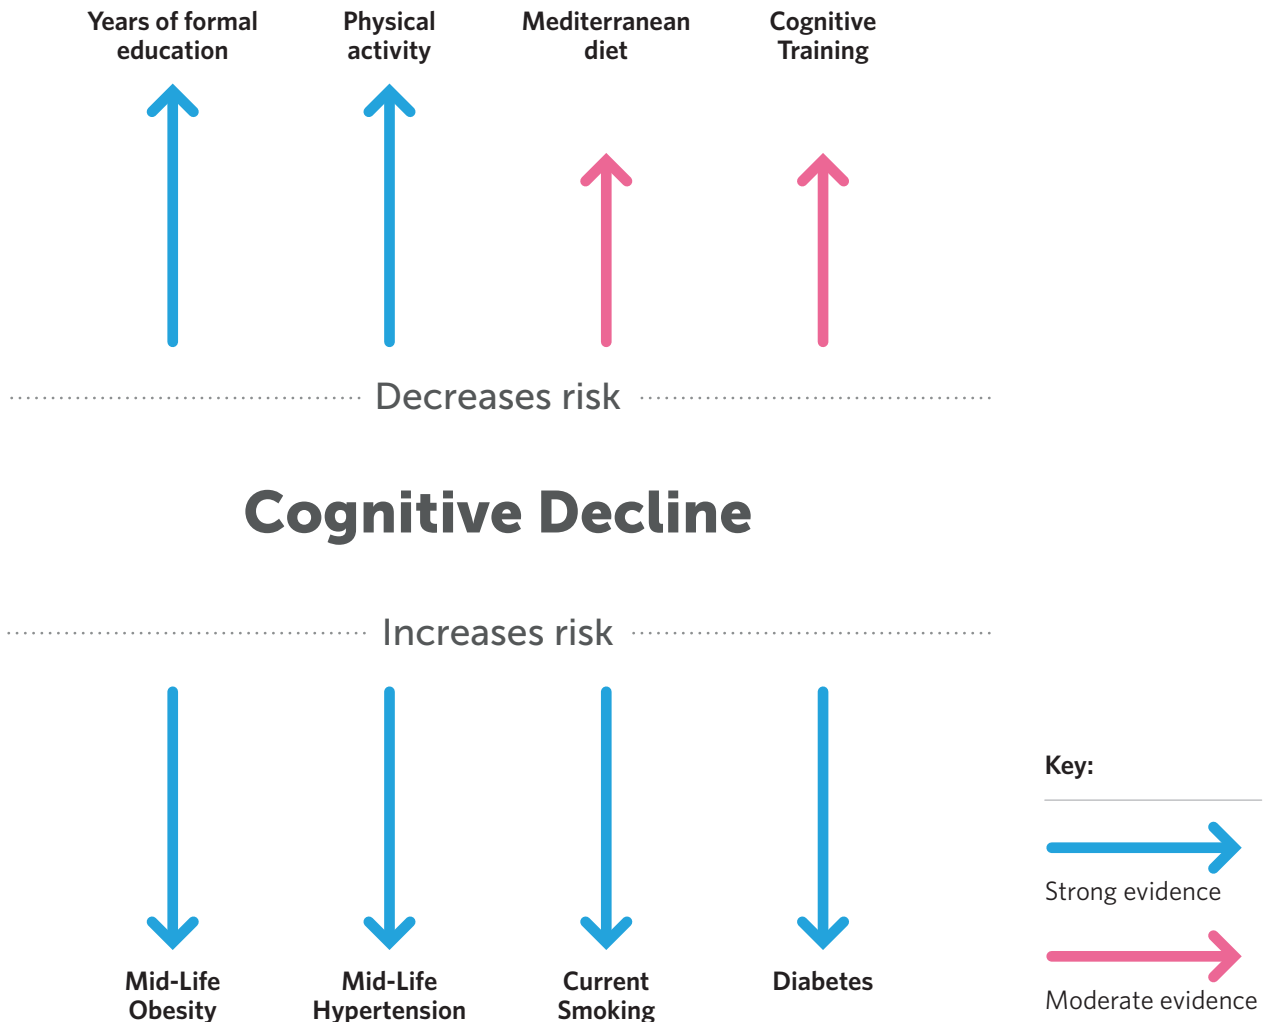 Years of formal
education
Physical
activity
Mediterranean
diet
Cognitive
Training
Decreases risk
Cognitive Decline
Increases risk
Mid-Life
Obesity
Mid-Life
Hypertension
Current
Smoking
Diabetes
Key:
Strong evidence
Moderate evidence